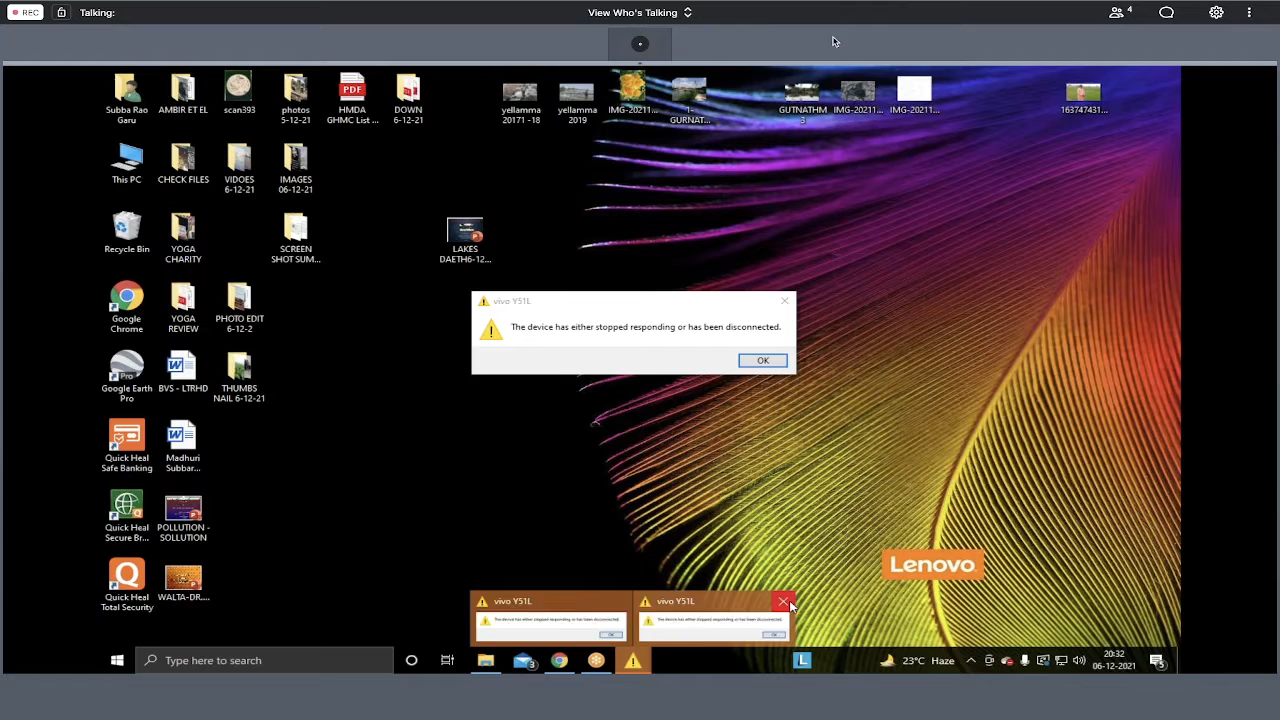 REC
Talking:
View Who's Talking
4
Subba Rao
Garu
AMBIR ET EL
scan393
photos
5-12-21
PDF
HMDA
GHMC List ...
DOWN
6-12-21
yellamma
20171 -18
yellamma
2019
IMG-20211...
1-
GURNAT...
GUTNATHM
3
IMG-20211...
IMG-20211...
163747431...
This PC
CHECK FILES
VIDOES
6-12-21
IMAGES
06-12-21
Recycle Bin
YOGA
CHARITY
SCREEN
SHOT SUM...
LAKES
DAETH6-12...
Google
Chrome
YOGA
REVIEW
PHOTO EDIT
6-12-2
vivo Y51L
The device has either stopped responding or has been disconnected.
OK
Pro
Google Earth
Pro
BVS - LTRHD
THUMBS
NAIL 6-12-21
Quick Heal
Safe Banking
Madhuri
Subbar...
Quick Heal
Secure Br...
POLLUTION -
SOLLUTION
Quick Heal
Total Security
WALTA-DR....
Lenovo
vivo Y51L
The device has either stopped responding or has been disconnected.
OK
vivo Y51L
The device has either stopped responding or has been disconnected.
OK
Type here to search
3
L
23°C Haze
20:32
06-12-2021
5